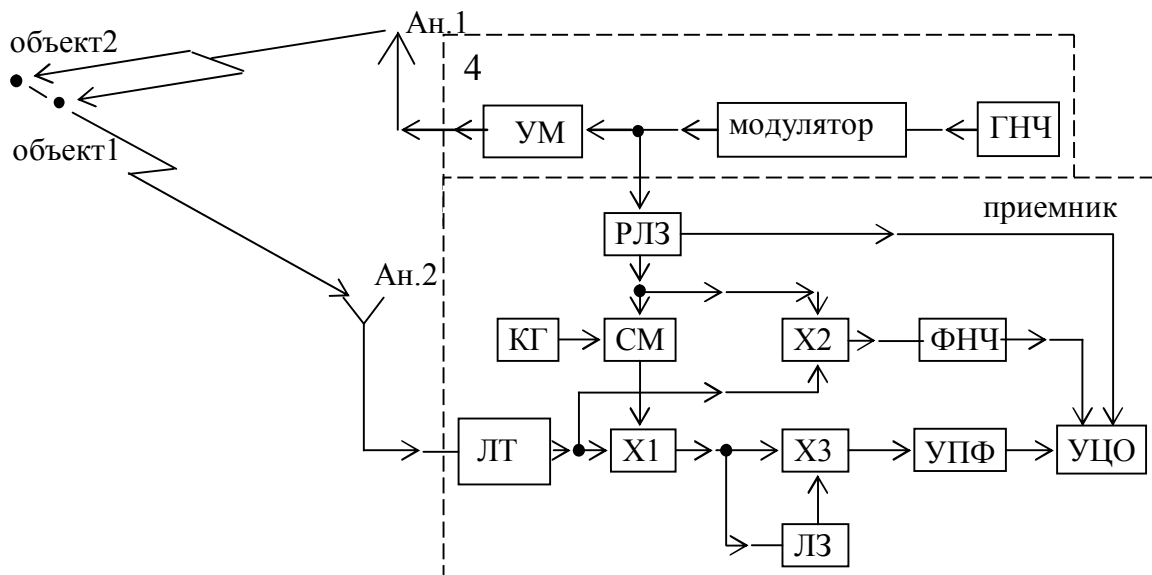 Ан.1
объект2
4
УМ
модулятор
ГНЧ
объект1
приемник
РЛЗ
Ан.2
КГ
СМ
Х2
ФНЧ
ЛТ
Х1
Х3
УПФ
УЦО
ЛЗ